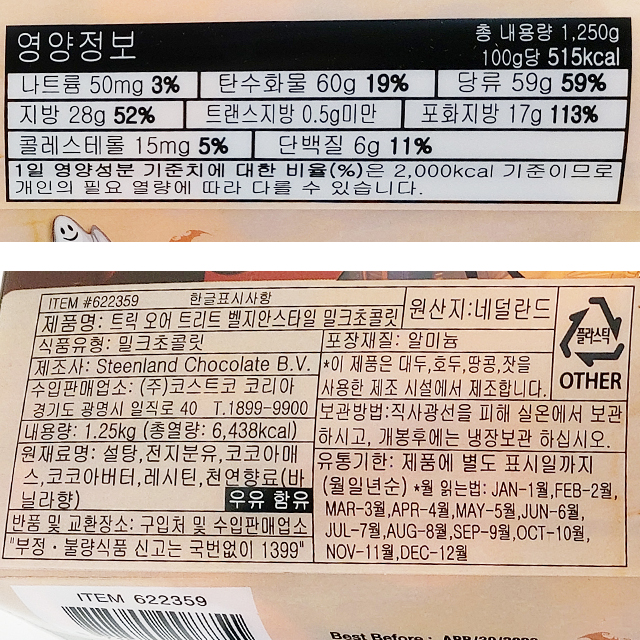 영양정보
총 내용량 1,250g
100g당 515kcal
나트륨 50mg 3% 탄수화물 60g 19% 당류 59g 59%
지방 28g 52% 트랜스지방 0.5g미만 포화지방 17g 113%
콜레스테롤 15mg 5% 단백질 6g 11%
1일 영양성분 기준치에 대한 비율(%)은 2,000kcal 기준이므로
개인의 필요 열량에 따라 다를 수 있습니다.
ITEM #622359 한글표시사항
제품명: 트릭 오어 트리트 벨지안스타일 밀크초콜릿
식품유형: 밀크초콜릿
제조사: Steenland Chocolate B.V.
수입판매업소: (주)코스트코 코리아
경기도 광명시 일직로 40 T.1899-9900
내용량: 1.25kg (총열량: 6,438kcal)
원재료명: 설탕,전지분유,코코아매
스,코코아버터,레시틴,천연향료(바
닐라향) 우유 함유
반품 및 교환장소: 구입처 및 수입판매업소
"부정·불량식품 신고는 국번없이 1399"
원산지:네덜란드
포장재질: 알미늄
*이 제품은 대두,호두,땅콩,잣을
사용한 제조 시설에서 제조합니다.
플라스틱
OTHER
보관방법:직사광선을 피해 실온에서 보관
하시고, 개봉후에는 냉장보관 하십시오.
유통기한: 제품에 별도 표시일까지
(월일년순) *월 읽는법: JAN-1월,FEB-2월,
MAR-3월,APR-4월,MAY-5월,JUN-6월,
JUL-7월,AUG-8월,SEP-9월,OCT-10월,
NOV-11월,DEC-12월
ITEM 622359
Best Before :